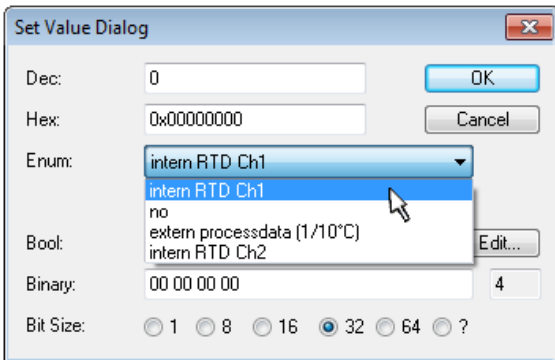 Set Value Dialog
Dec: 0 OK
Hex: 0x00000000 Cancel
Enum: intern RTD Ch1
intern RTD Ch1
no
extern processdata (1/10°C)
intern RTD Ch2
Bool: Edit...
Binary: 00 00 00 00 4
Bit Size: 1 8 16 32 64 ?